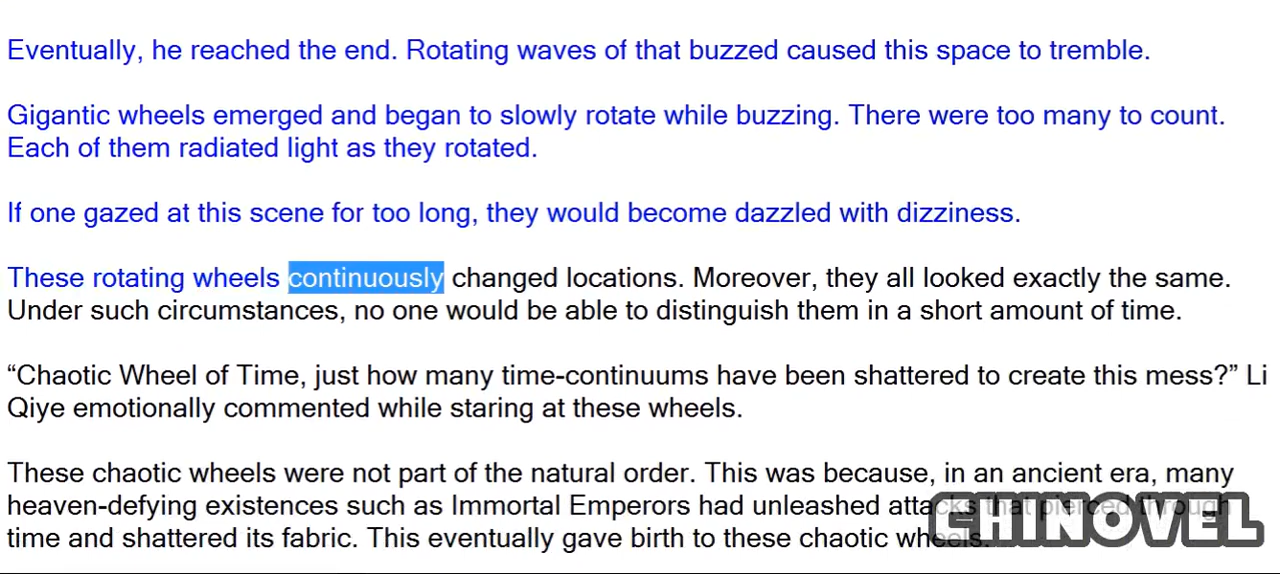 Eventually, he reached the end. Rotating waves of that buzzed caused this space to tremble.
Gigantic wheels emerged and began to slowly rotate while buzzing. There were too many to count.
Each of them radiated light as they rotated.
If one gazed at this scene for too long, they would become dazzled with dizziness.
These rotating wheels continuously changed locations. Moreover, they all looked exactly the same.
Under such circumstances, no one would be able to distinguish them in a short amount of time.
“Chaotic Wheel of Time, just how many time-continuums have been shattered to create this mess?” Li
Qiye emotionally commented while staring at these wheels.
These chaotic wheels were not part of the natural order. This was because, in an ancient era, many
heaven-defying existences such as Immortal Emperors had unleashed attacks that pierced through
time and shattered its fabric. This eventually gave birth to these chaotic wheels.
CHINOVEL